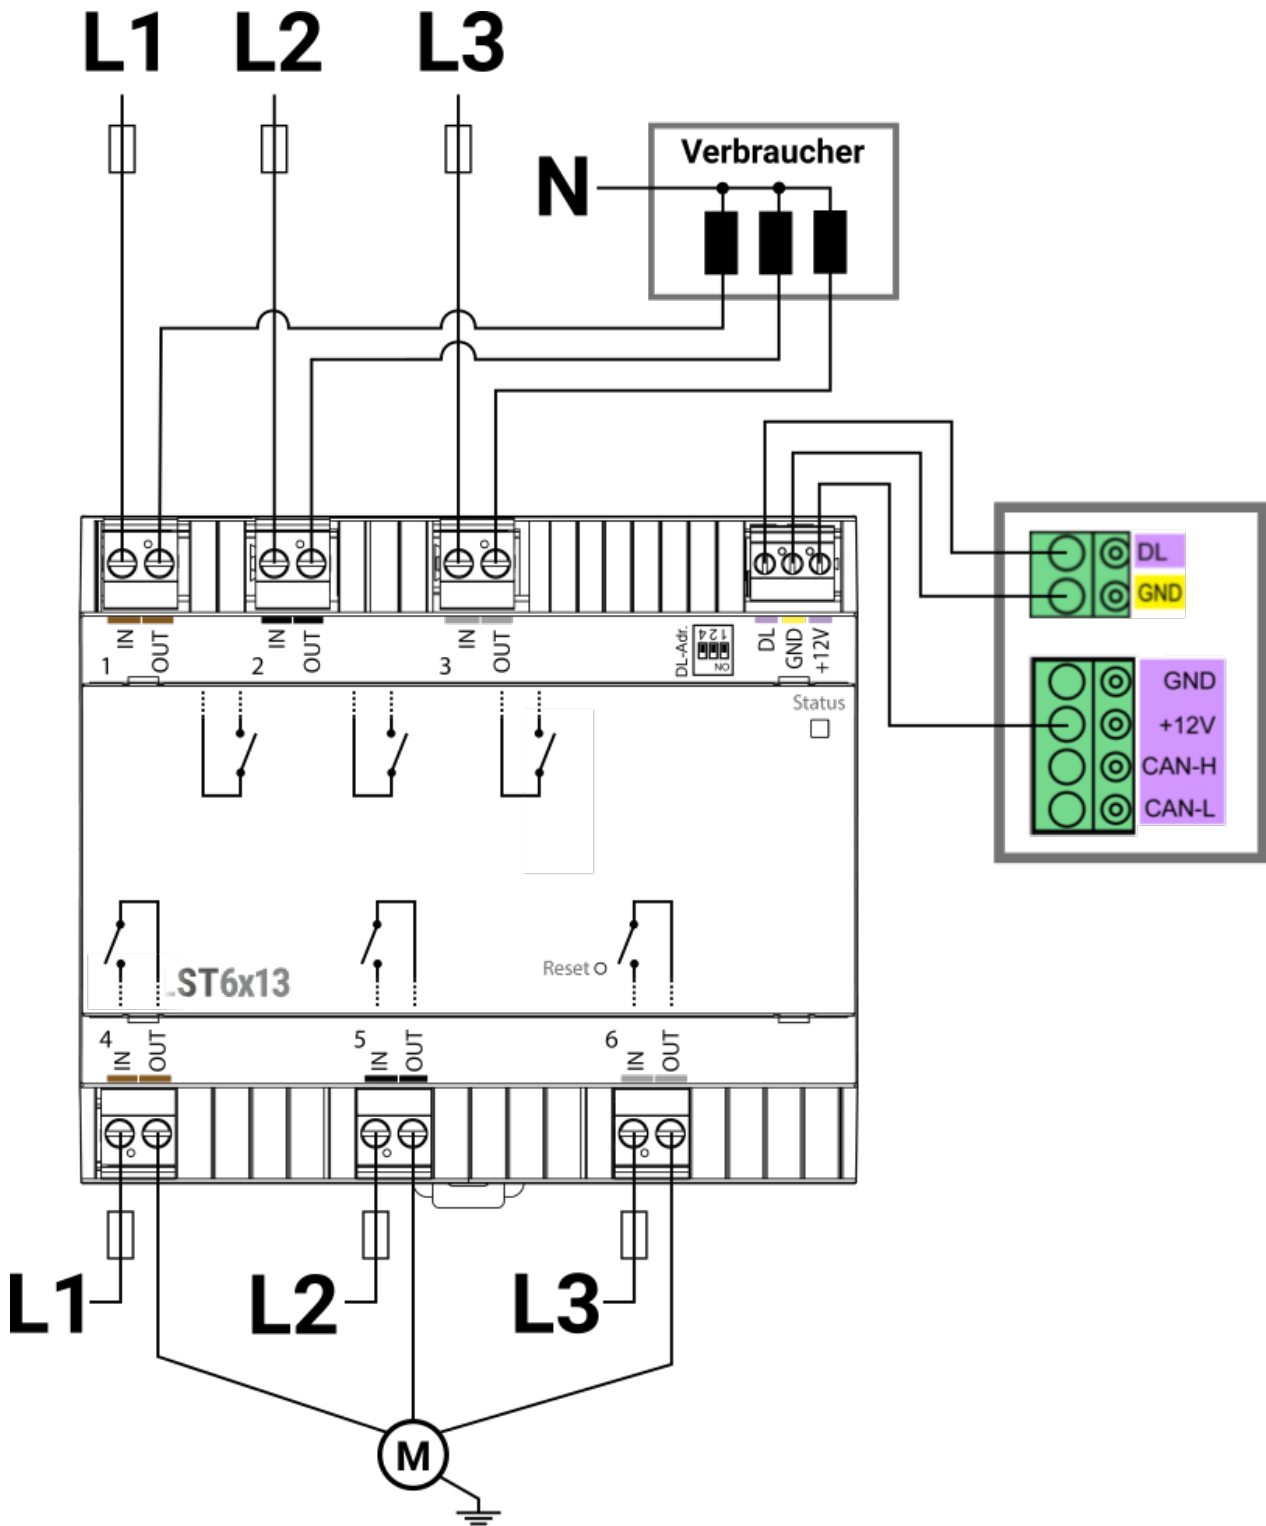 L1 L2 L3
N
Verbraucher
DL
GND
GND
+12V
CAN-H
CAN-L
1 IN OUT 2 IN OUT 3 IN OUT DL-Adr. 1 2 4 ON DL GND +12V
Status
ST6x13
Reset
4 IN OUT 5 IN OUT 6 IN OUT
L1 L2 L3
M